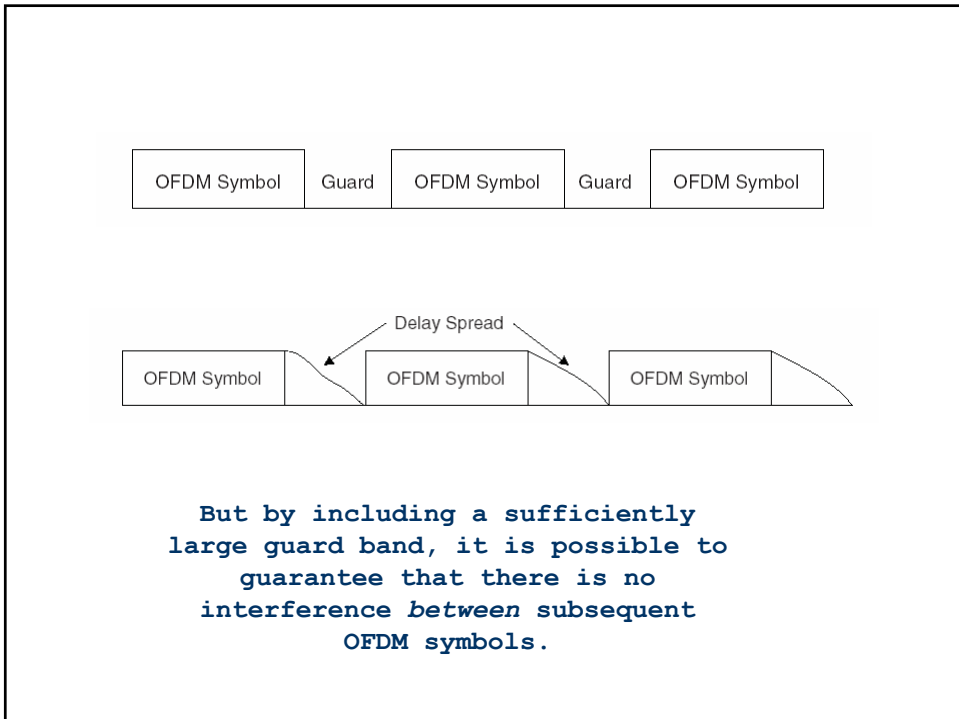 OFDM Symbol Guard OFDM Symbol Guard OFDM Symbol
Delay Spread
OFDM Symbol OFDM Symbol OFDM Symbol
But by including a sufficiently
large guard band, it is possible to
guarantee that there is no
interference between subsequent
OFDM symbols.